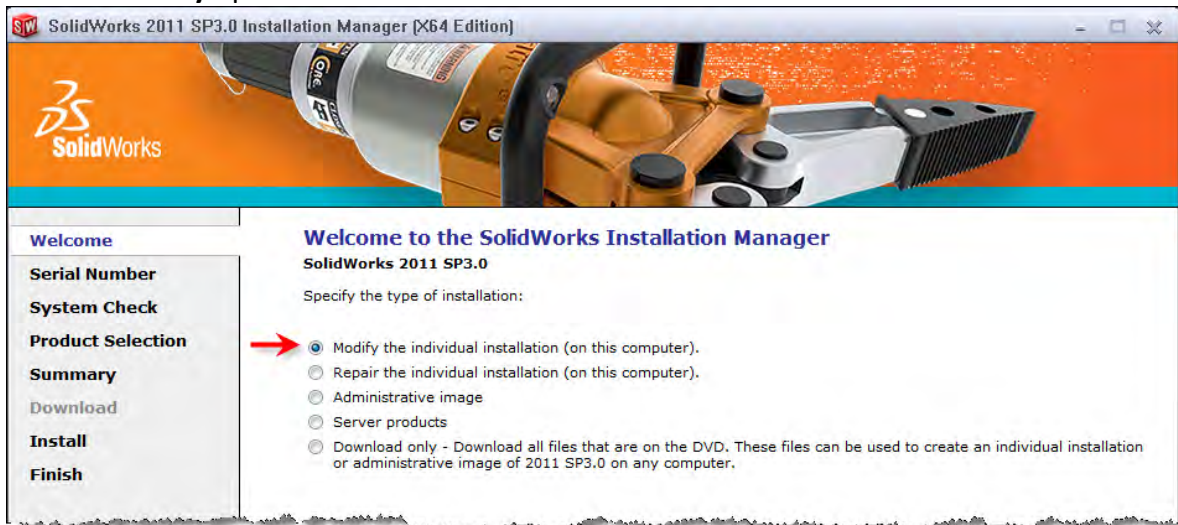 SolidWorks 2011 SP3.0 Installation Manager (X64 Edition)
SolidWorks
Welcome
Serial Number
System Check
Product Selection
Summary
Download
Install
Finish
Welcome to the SolidWorks Installation Manager
SolidWorks 2011 SP3.0
Specify the type of installation:
Modify the individual installation (on this computer).
Repair the individual installation (on this computer).
Administrative image
Server products
Download only - Download all files that are on the DVD. These files can be used to create an individual installation
or administrative image of 2011 SP3.0 on any computer.